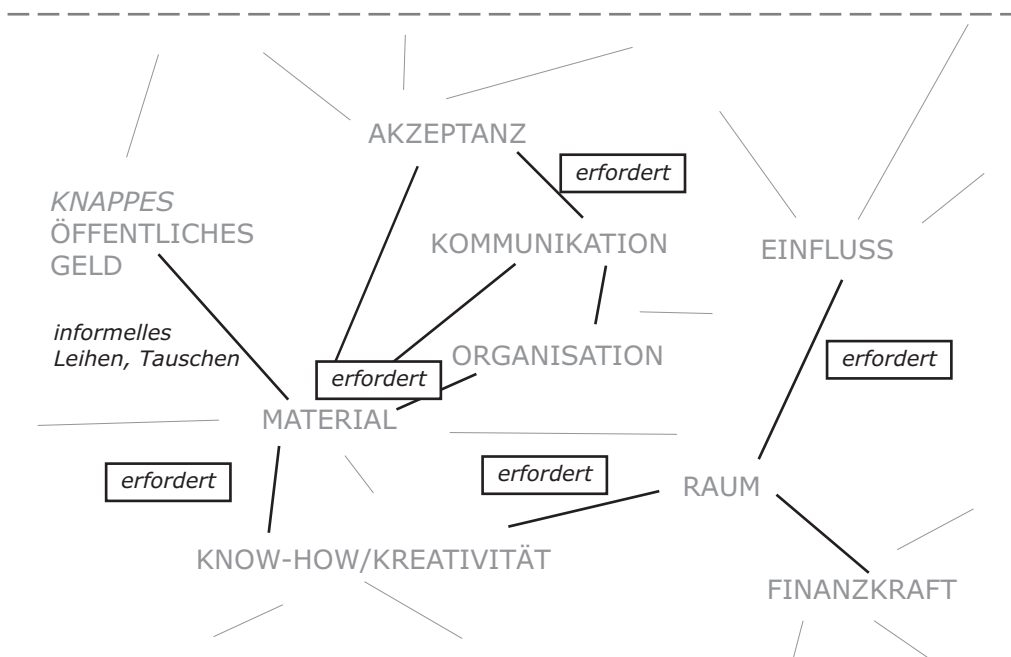 AKZEPTANZ
erfordert
KNAPPES
ÖFFENTLICHES
GELD
KOMMUNIKATION
EINFLUSS
informelles
Leihen, Tauschen
ORGANISATION
erfordert
erfordert
MATERIAL
erfordert
erfordert
RAUM
KNOW-HOW/KREATIVITÄT
FINANZKRAFT